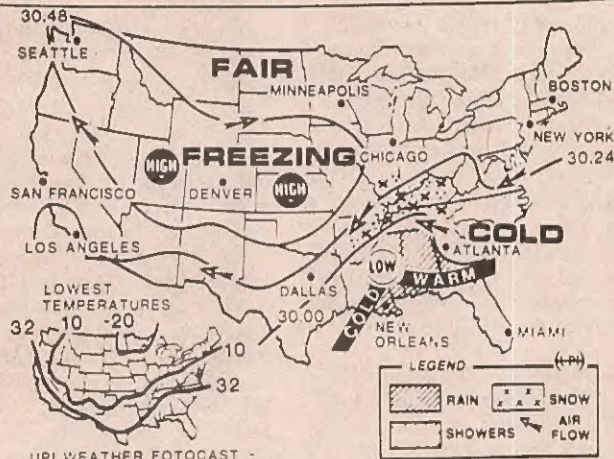 30.48
SEATTLE
FAIR
MINNEAPOLIS
BOSTON
NEW YORK
30.24
HIGH
FREEZING
CHICAGO
SAN FRANCISCO
DENVER
HIGH
LOS ANGELES
COLD
ATLANTA
LOW
WARM
DALLAS
COLD
30.00
NEW
ORLEANS
MIAMI
LOWEST
TEMPERATURES
32
10
-20
10
32
LEGEND
(UPI)
RAIN
SNOW
SHOWERS
AIR
FLOW
UPI WEATHER FOTOCAST -